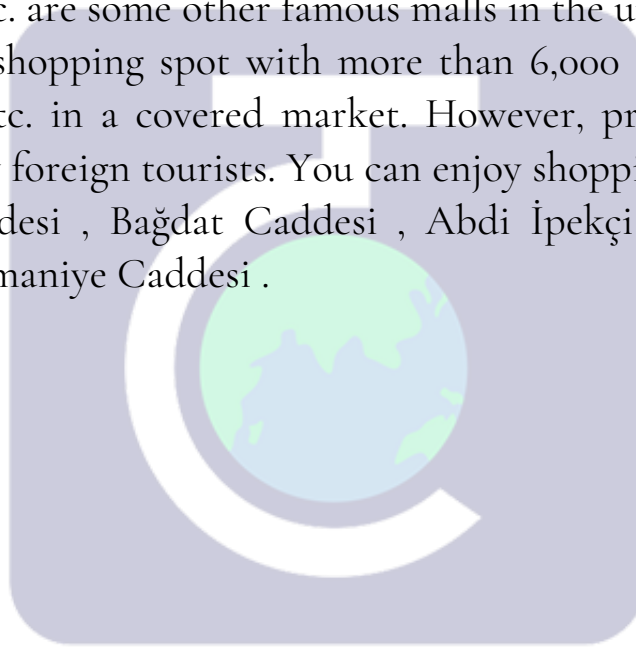 c. are some other famous malls in the u
shopping spot with more than 6,000
tc. in a covered market. However, pr
foreign tourists. You can enjoy shoppi
desi , Bağdat Caddesi , Abdi İpekçi
maniye Caddesi .